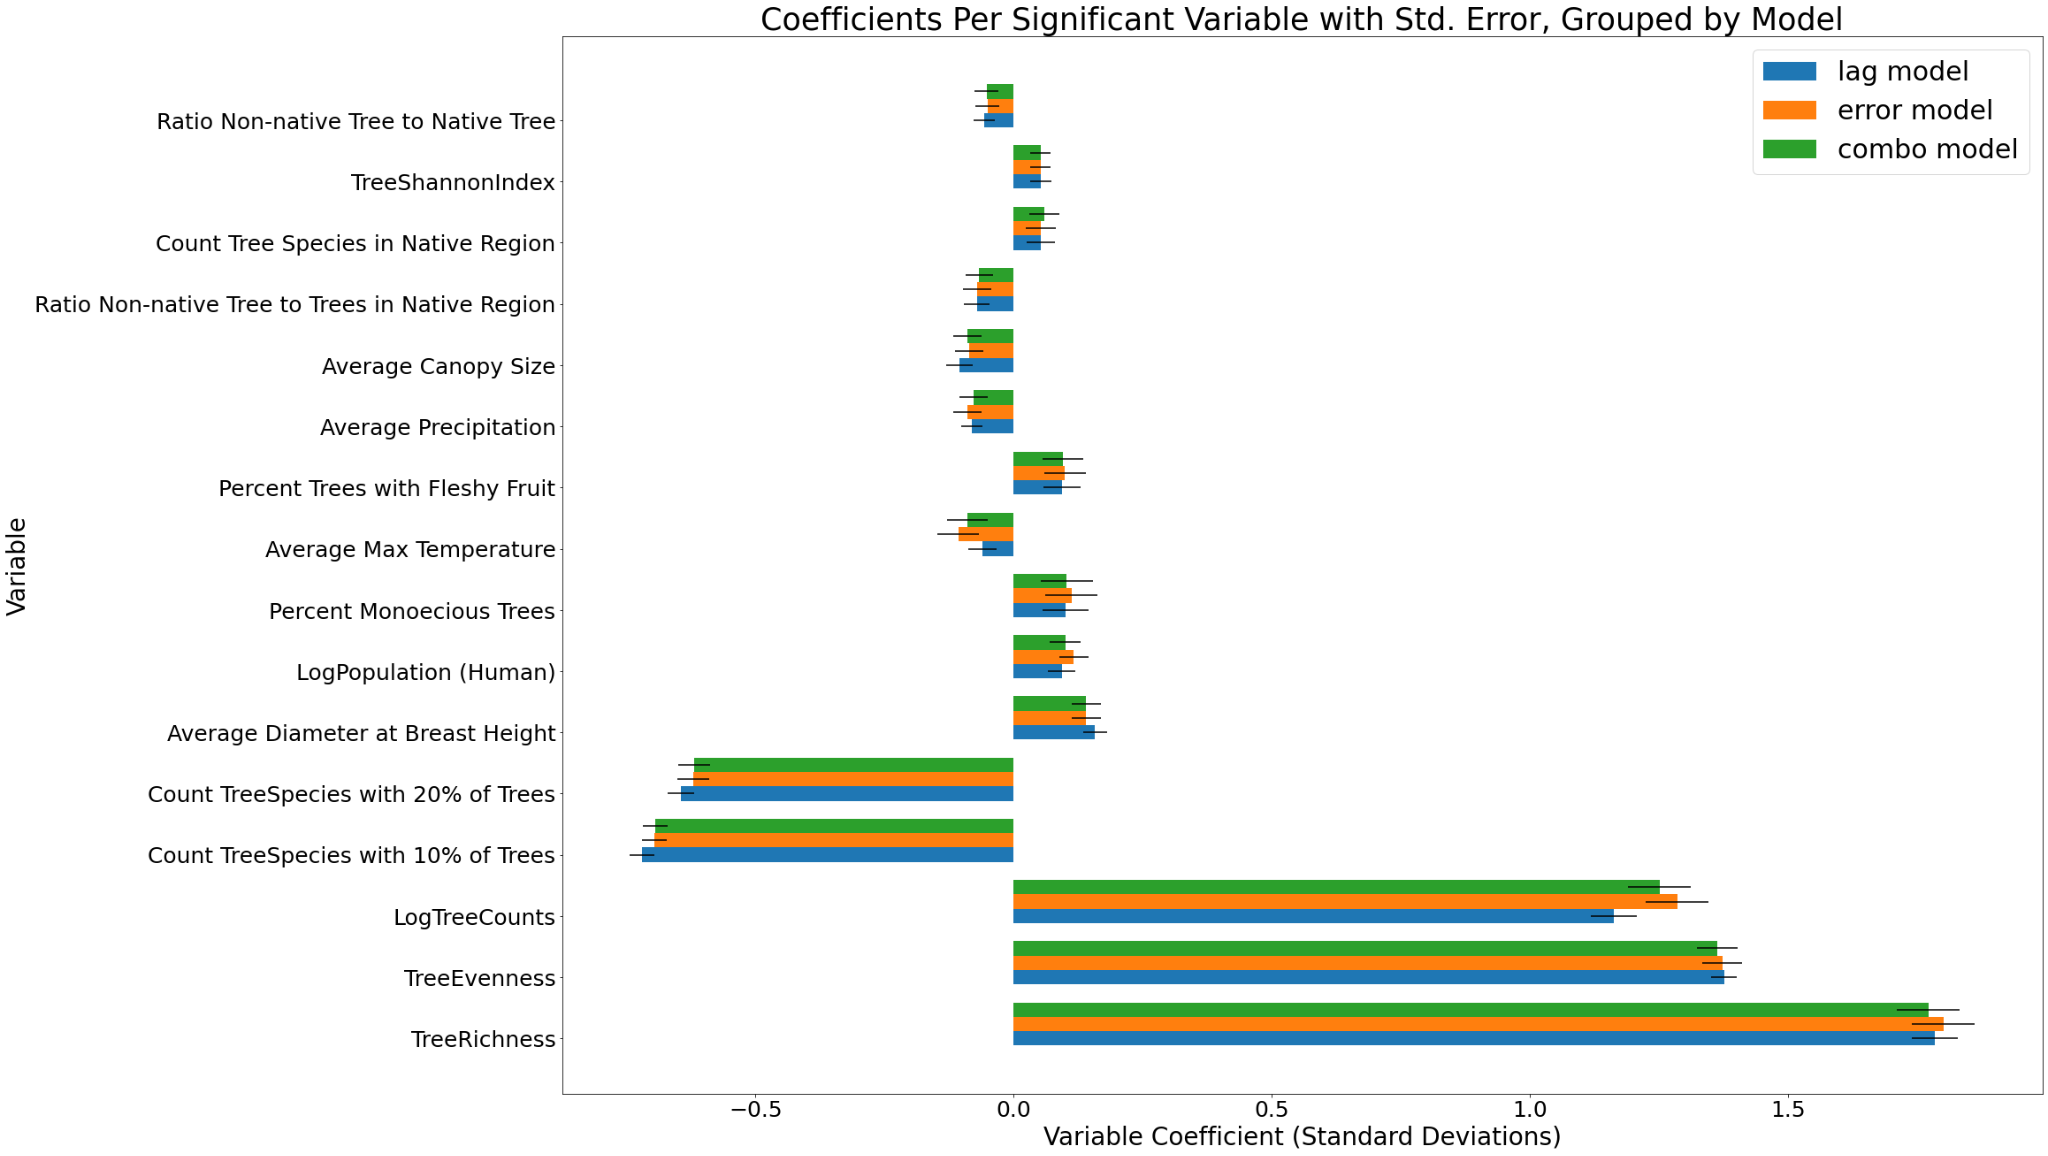 Coefficients Per Significant Variable with Std. Error, Grouped by Model
lag model
error model
combo model
Variable
Ratio Non-native Tree to Native Tree
TreeShannonIndex
Count Tree Species in Native Region
Ratio Non-native Tree to Trees in Native Region
Average Canopy Size
Average Precipitation
Percent Trees with Fleshy Fruit
Average Max Temperature
Percent Monoecious Trees
LogPopulation (Human)
Average Diameter at Breast Height
Count TreeSpecies with 20% of Trees
Count TreeSpecies with 10% of Trees
LogTreeCounts
TreeEvenness
TreeRichness
−0.5 0.0 0.5 1.0 1.5
Variable Coefficient (Standard Deviations)